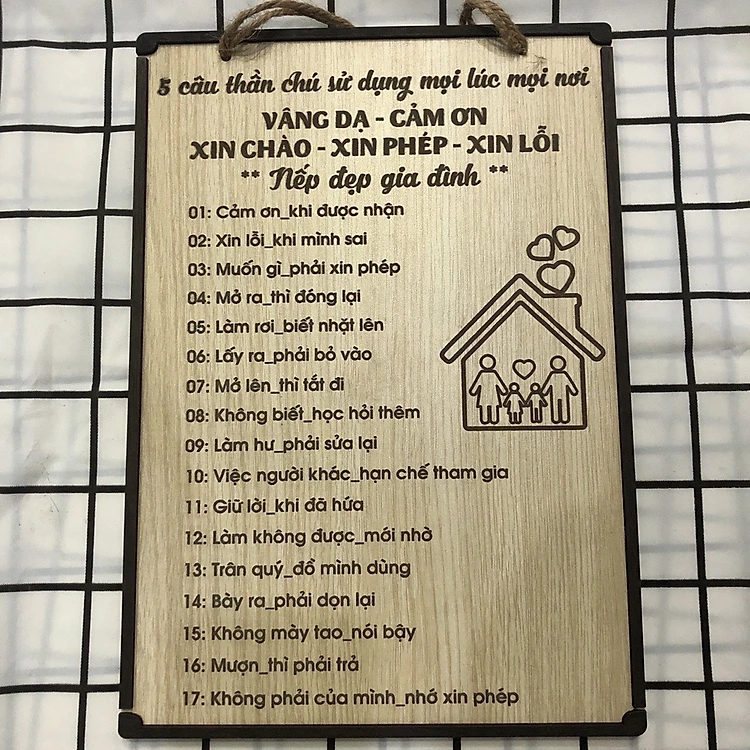 5 câu thần chú sử dụng mọi lúc mọi nơi
VÂNG DẠ - CẢM ƠN
XIN CHÀO - XIN PHÉP - XIN LỖI
** Nếp đẹp gia đình **
01: Cảm ơn_khi được nhận
02: Xin lỗi_khi mình sai
03: Muốn gì_phải xin phép
04: Mở ra_thì đóng lại
05: Làm rơi_biết nhặt lên
06: Lấy ra_phải bỏ vào
07: Mở lên_thì tắt đi
08: Không biết_học hỏi thêm
09: Làm hư_phải sửa lại
10: Việc người khác_hạn chế tham gia
11: Giữ lời_khi đã hứa
12: Làm không được_mới nhờ
13: Trân quý_đồ mình dùng
14: Bày ra_phải dọn lại
15: Không mày tao_nói bậy
16: Mượn_thì phải trả
17: Không phải của mình_nhớ xin phép